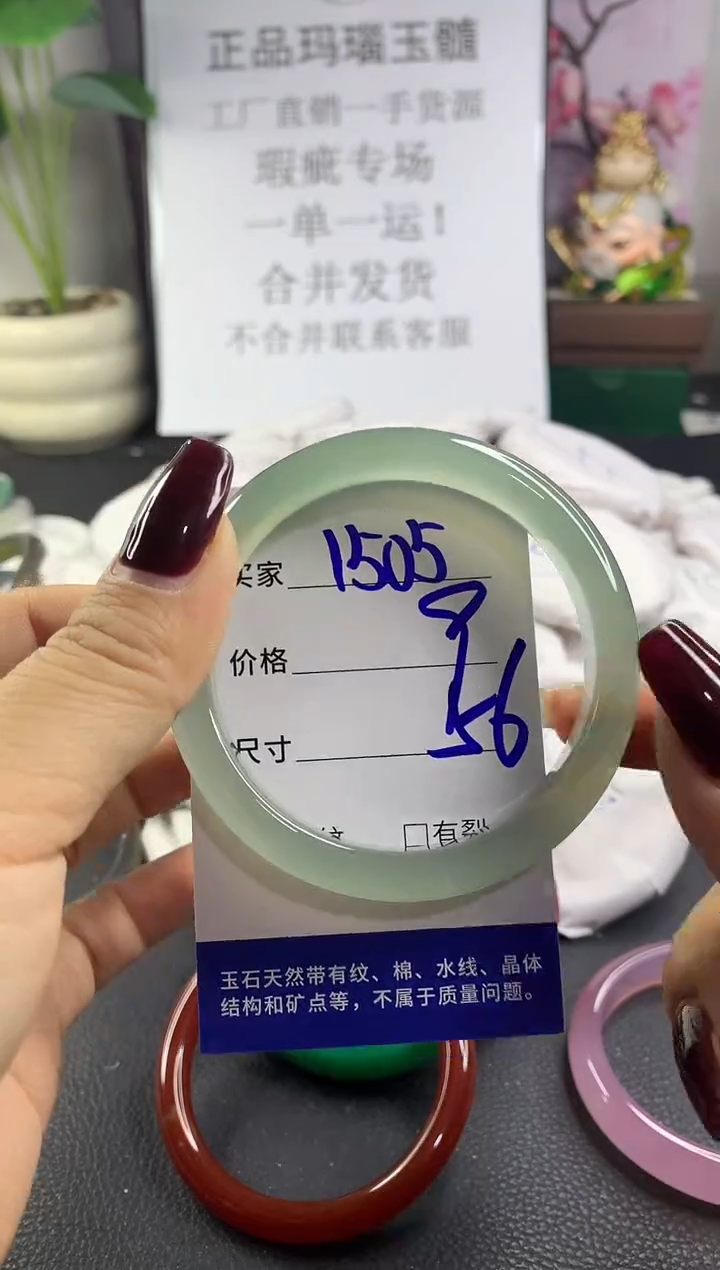 正品玛瑙玉髓
工厂直销一手货源
瑕疵专场
一单一运!
合并发货
不合并联系客服
买家 1505
价格
尺寸 56
口有裂
玉石天然带有纹、棉、水线、晶体
结构和矿点等，不属于质量问题。